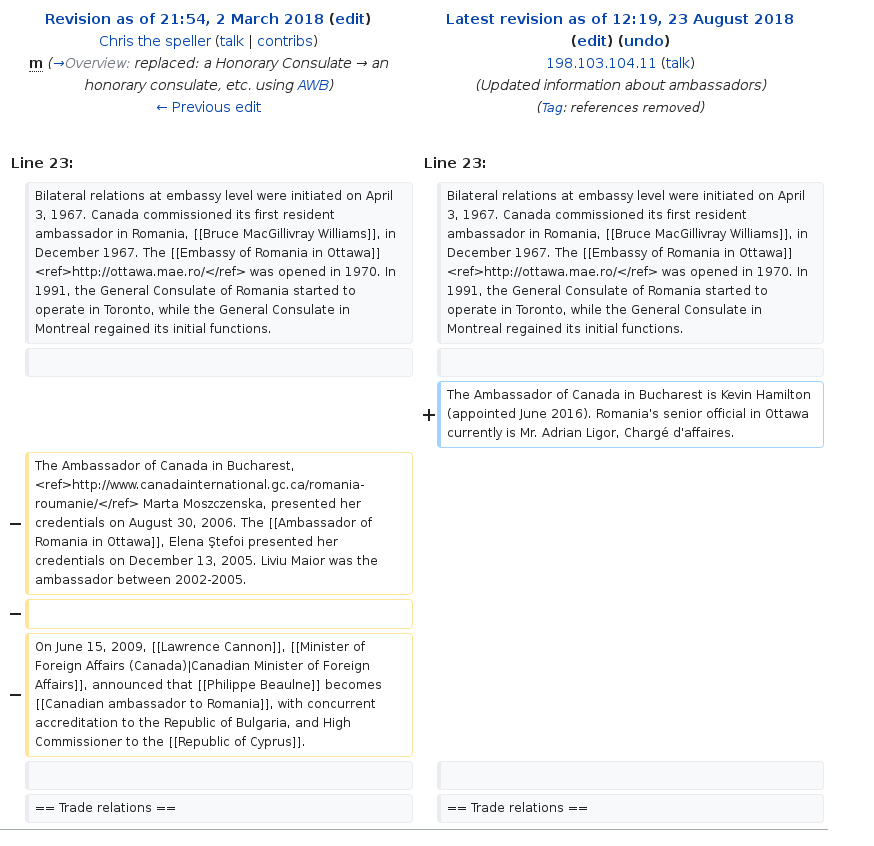 Revision as of 21:54, 2 March 2018 (edit)
Chris the speller (talk | contribs)
m (→Overview: replaced: a Honorary Consulate → an
honorary consulate, etc. using AWB)
← Previous edit
Latest revision as of 12:19, 23 August 2018
(edit) (undo)
198.103.104.11 (talk)
(Updated information about ambassadors)
(Tag: references removed)
Line 23:
Line 23:
Bilateral relations at embassy level were initiated on April
3, 1967. Canada commissioned its first resident
ambassador in Romania, [[Bruce MacGillivray Williams]], in
December 1967. The [[Embassy of Romania in Ottawa]]
<ref>http://ottawa.mae.ro/</ref> was opened in 1970. In
1991, the General Consulate of Romania started to
operate in Toronto, while the General Consulate in
Montreal regained its initial functions.
Bilateral relations at embassy level were initiated on April
3, 1967. Canada commissioned its first resident
ambassador in Romania, [[Bruce MacGillivray Williams]], in
December 1967. The [[Embassy of Romania in Ottawa]]
<ref>http://ottawa.mae.ro/</ref> was opened in 1970. In
1991, the General Consulate of Romania started to
operate in Toronto, while the General Consulate in
Montreal regained its initial functions.
+
The Ambassador of Canada in Bucharest is Kevin Hamilton
(appointed June 2016). Romania's senior official in Ottawa
currently is Mr. Adrian Ligor, Chargé d'affaires.
−
The Ambassador of Canada in Bucharest,
<ref>http://www.canadainternational.gc.ca/romania-
roumanie/</ref> Marta Moszczenska, presented her
credentials on August 30, 2006. The [[Ambassador of
Romania in Ottawa]], Elena Ştefoi presented her
credentials on December 13, 2005. Liviu Maior was the
ambassador between 2002-2005.
−
−
On June 15, 2009, [[Lawrence Cannon]], [[Minister of
Foreign Affairs (Canada)|Canadian Minister of Foreign
Affairs]], announced that [[Philippe Beaulne]] becomes
[[Canadian ambassador to Romania]], with concurrent
accreditation to the Republic of Bulgaria, and High
Commissioner to the [[Republic of Cyprus]].
== Trade relations ==
== Trade relations ==